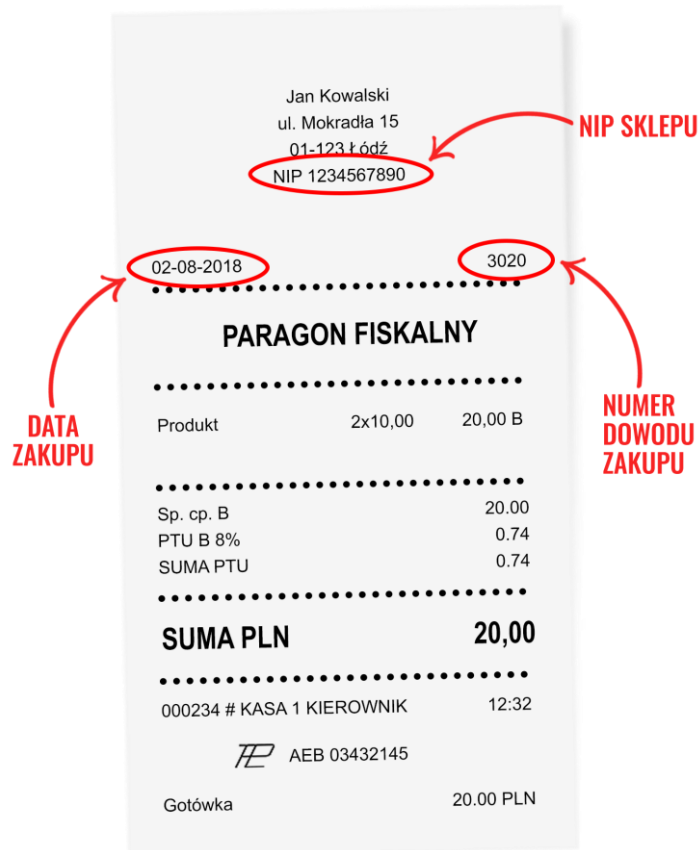 Jan Kowalski
ul. Mokradła 15
01-123 Łódź
NIP 1234567890
NIP SKLEPU
02-08-2018 3020
PARAGON FISKALNY
DATA
ZAKUPU
NUMER
DOWODU
ZAKUPU
Produkt 2x10,00 20,00 B
Sp. cp. B 20.00
PTU B 8% 0.74
SUMA PTU 0.74
SUMA PLN 20,00
000234 # KASA 1 KIEROWNIK 12:32
AEB 03432145
Gotówka 20.00 PLN